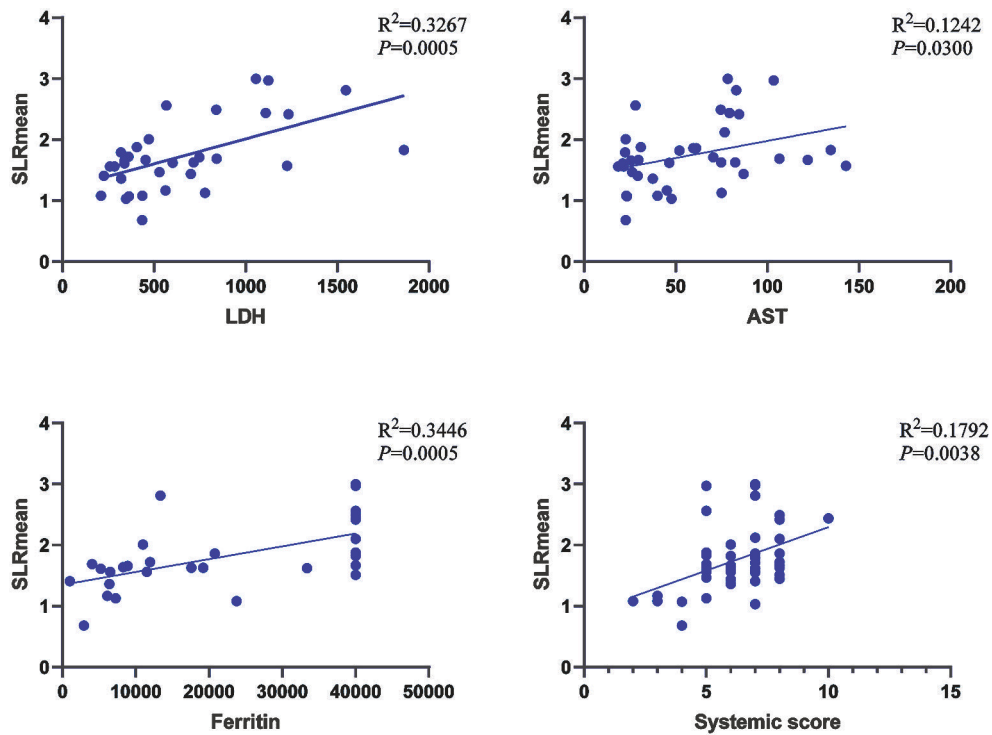 R²=0.3267
P=0.0005
4
3
2
1
0
SLRmean
0 500 1000 1500 2000
LDH
R²=0.1242
P=0.0300
4
3
2
1
0
SLRmean
0 50 100 150 200
AST
R²=0.3446
P=0.0005
4
3
2
1
0
SLRmean
0 10000 20000 30000 40000 50000
Ferritin
R²=0.1792
P=0.0038
4
3
2
1
0
SLRmean
0 5 10 15
Systemic score